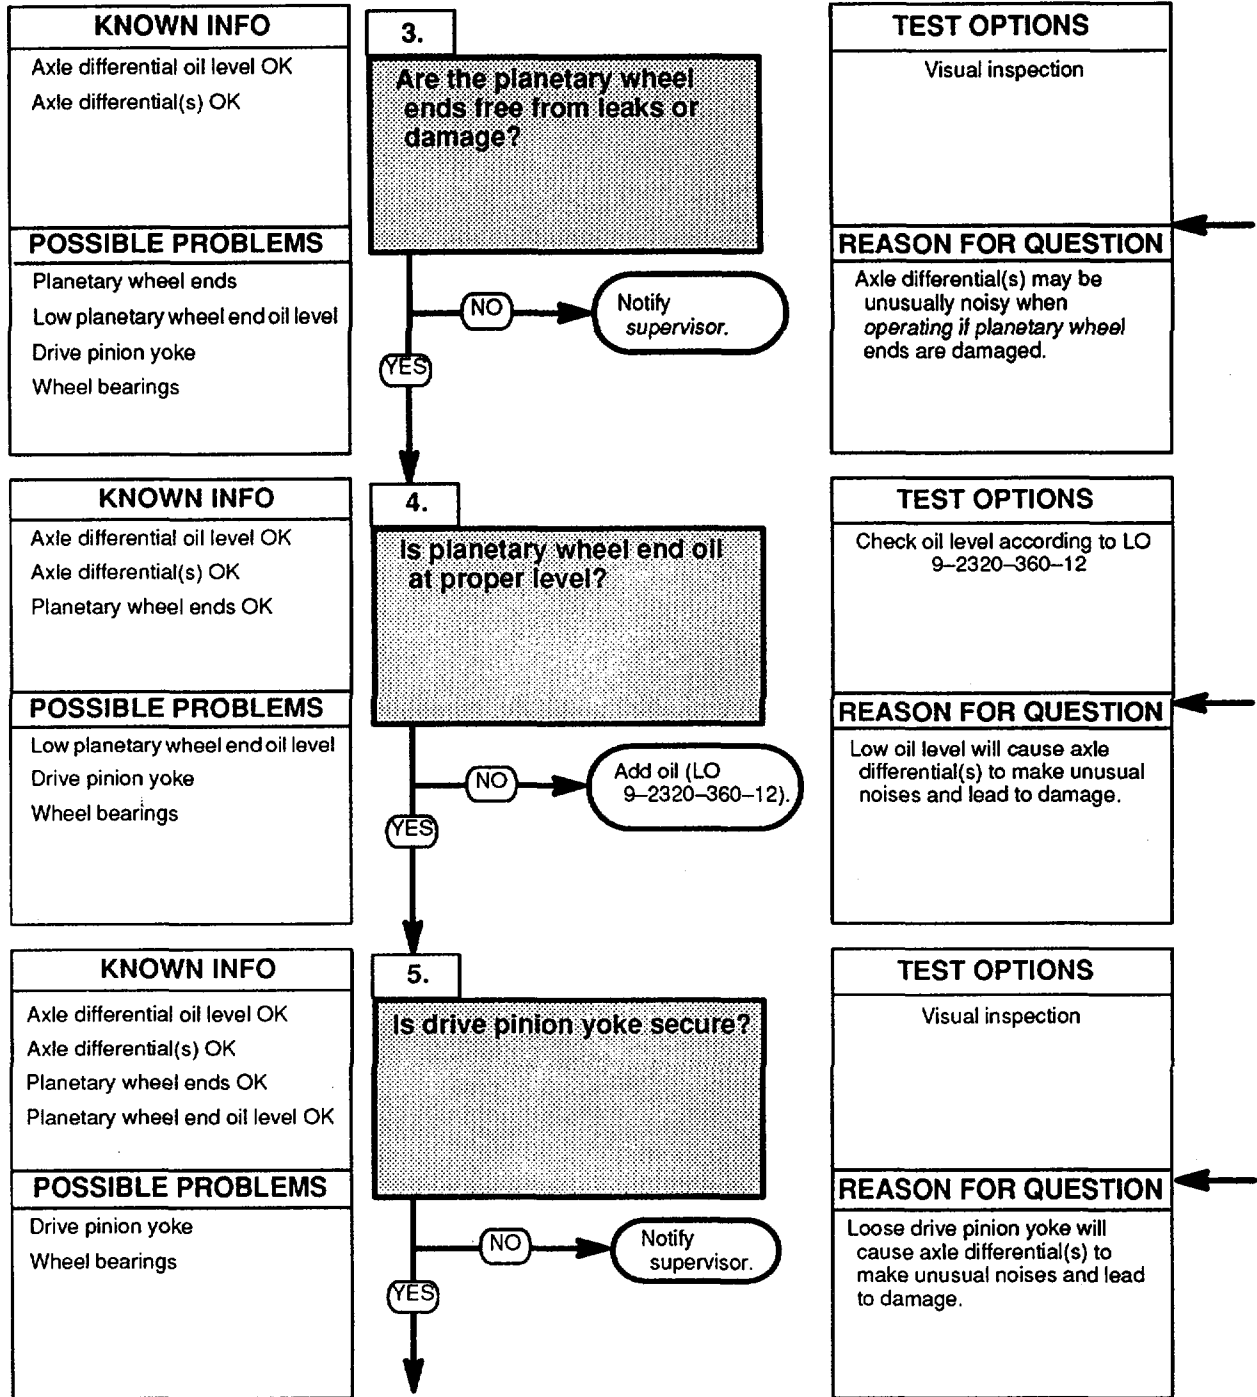 KNOWN INFO
Axle differential oil level OK
Axle differential(s) OK
POSSIBLE PROBLEMS
Planetary wheel ends
Low planetary wheel end oil level
Drive pinion yoke
Wheel bearings
3.
Are the planetary wheel
ends free from leaks or
damage?
NO
Notify
supervisor.
YES
TEST OPTIONS
Visual inspection
REASON FOR QUESTION
Axle differential(s) may be
unusually noisy when
operating if planetary wheel
ends are damaged.
KNOWN INFO
Axle differential oil level OK
Axle differential(s) OK
Planetary wheel ends OK
POSSIBLE PROBLEMS
Low planetary wheel end oil level
Drive pinion yoke
Wheel bearings
4.
Is planetary wheel end oil
at proper level?
NO
Add oil (LO
9–2320–360–12).
YES
TEST OPTIONS
Check oil level according to LO
9–2320–360–12
REASON FOR QUESTION
Low oil level will cause axle
differential(s) to make unusual
noises and lead to damage.
KNOWN INFO
Axle differential oil level OK
Axle differential(s) OK
Planetary wheel ends OK
Planetary wheel end oil level OK
POSSIBLE PROBLEMS
Drive pinion yoke
Wheel bearings
5.
Is drive pinion yoke secure?
NO
Notify
supervisor.
YES
TEST OPTIONS
Visual inspection
REASON FOR QUESTION
Loose drive pinion yoke will
cause axle differential(s) to
make unusual noises and lead
to damage.